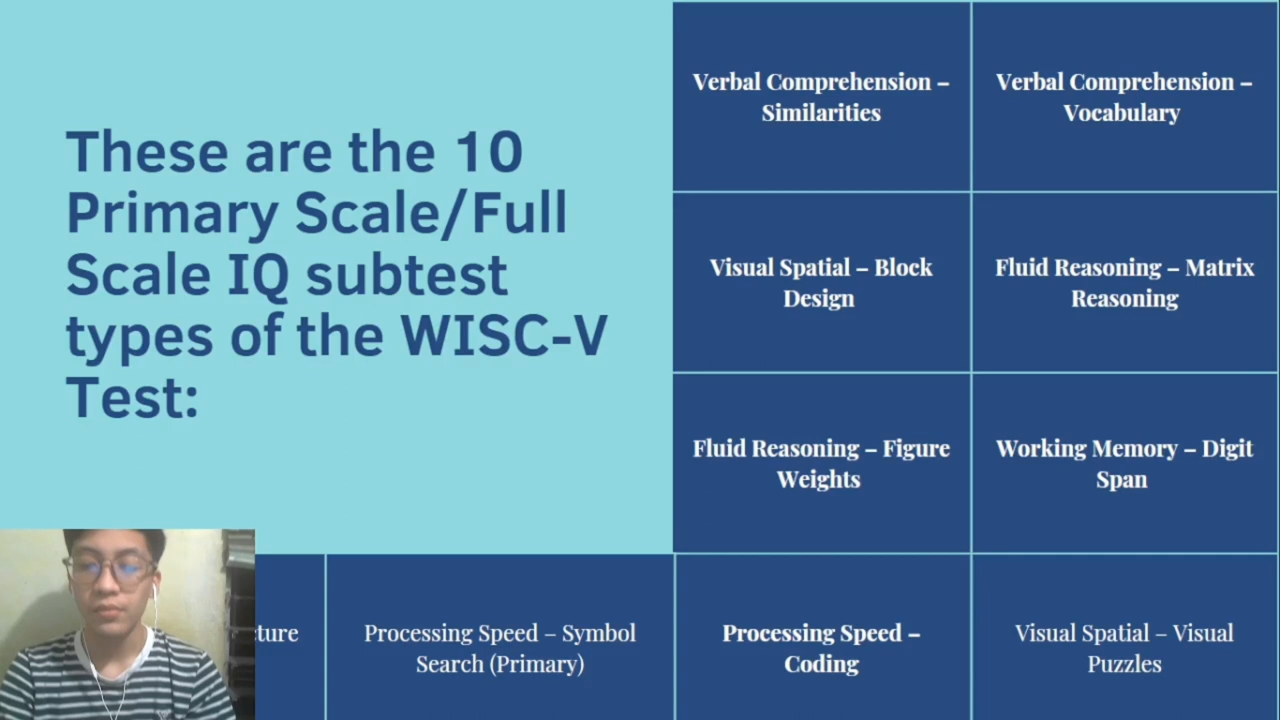 These are the 10
Primary Scale/Full
Scale IQ subtest
types of the WISC-V
Test:
Verbal Comprehension –
Similarities
Verbal Comprehension –
Vocabulary
Visual Spatial – Block
Design
Fluid Reasoning – Matrix
Reasoning
Fluid Reasoning – Figure
Weights
Working Memory – Digit
Span
Processing Speed – Symbol
Search (Primary)
Processing Speed –
Coding
Visual Spatial – Visual
Puzzles